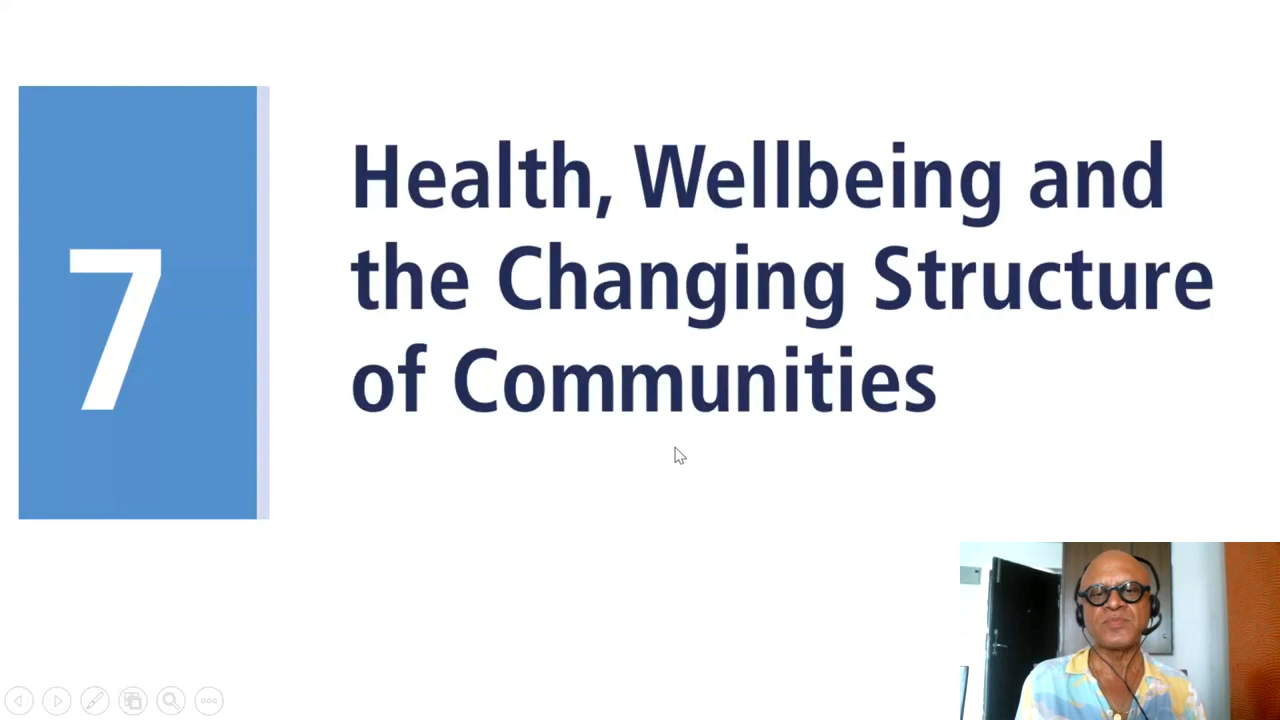 7
Health, Wellbeing and
the Changing Structure
of Communities